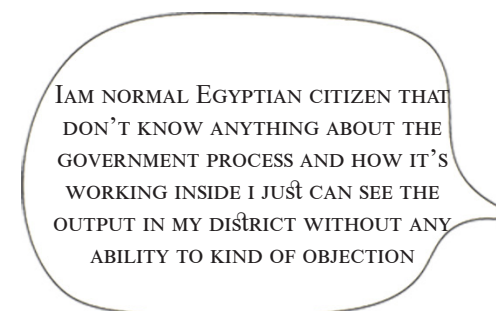 Iam normal Egyptian citizen that
don't know anything about the
government process and how it's
working inside i just can see the
output in my district without any
ability to kind of objection